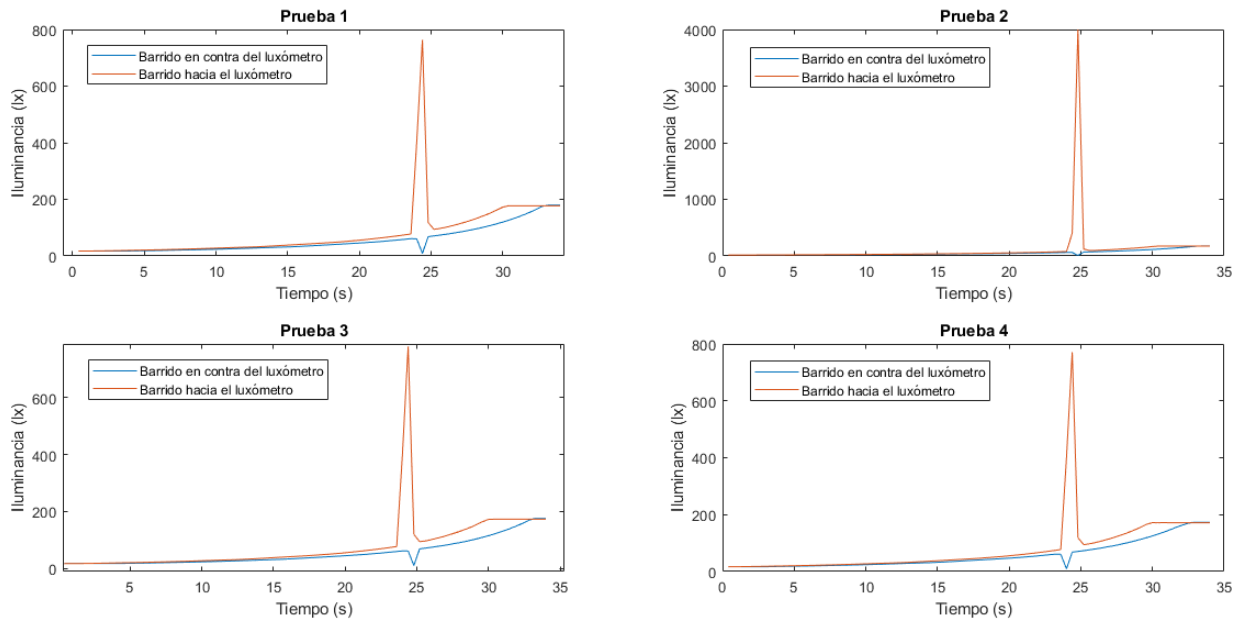 Prueba 1
800
600
400
200
0
Iluminancia (lx)
Barrido en contra del luxómetro
Barrido hacia el luxómetro
0 5 10 15 20 25 30
Tiempo (s)
Prueba 2
4000
3000
2000
1000
0
Iluminancia (lx)
Barrido en contra del luxómetro
Barrido hacia el luxómetro
0 5 10 15 20 25 30 35
Tiempo (s)
Prueba 3
600
400
200
0
Iluminancia (lx)
Barrido en contra del luxómetro
Barrido hacia el luxómetro
5 10 15 20 25 30 35
Tiempo (s)
Prueba 4
800
600
400
200
0
Iluminancia (lx)
Barrido en contra del luxómetro
Barrido hacia el luxómetro
0 5 10 15 20 25 30 35
Tiempo (s)